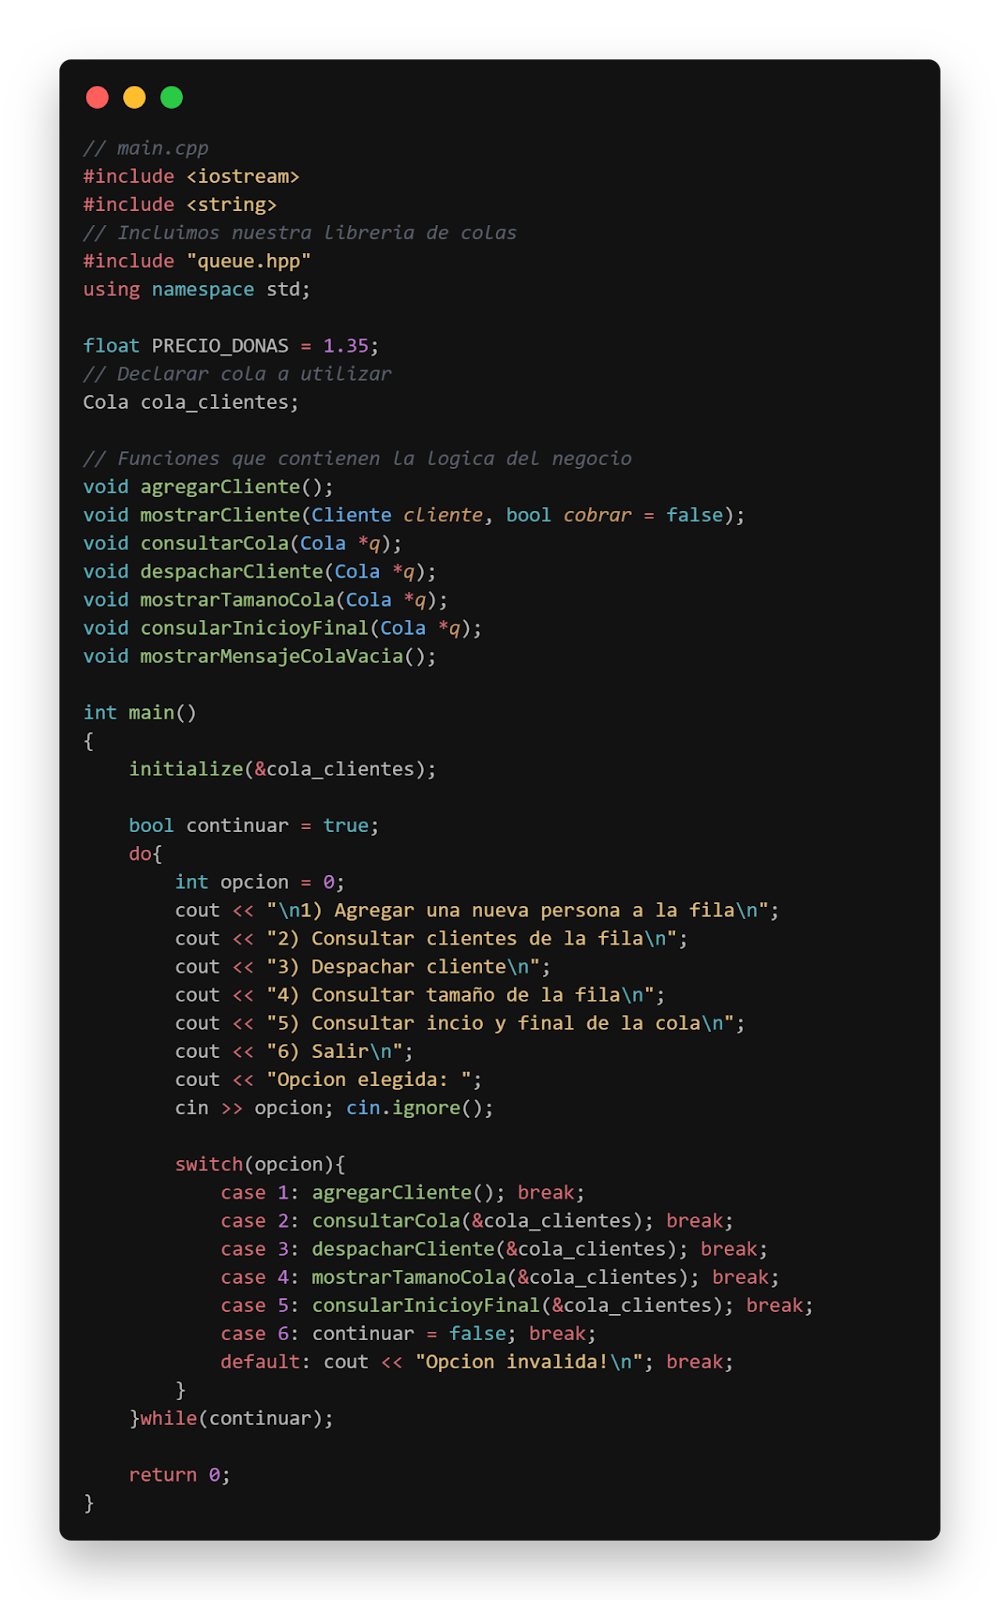 // main.cpp
#include <iostream>
#include <string>
// Incluimos nuestra libreria de colas
#include "queue.hpp"
using namespace std;

float PRECIO_DONAS = 1.35;
// Declarar cola a utilizar
Cola cola_clientes;

// Funciones que contienen la logica del negocio
void agregarCliente();
void mostrarCliente(Cliente cliente, bool cobrar = false);
void consultarCola(Cola *q);
void despacharCliente(Cola *q);
void mostrarTamanoCola(Cola *q);
void consularInicioyFinal(Cola *q);
void mostrarMensajeColaVacia();

int main()
{
    initialize(&cola_clientes);

    bool continuar = true;
    do{
        int opcion = 0;
        cout << "\n1) Agregar una nueva persona a la fila\n";
        cout << "2) Consultar clientes de la fila\n";
        cout << "3) Despachar cliente\n";
        cout << "4) Consultar tamaño de la fila\n";
        cout << "5) Consultar incio y final de la cola\n";
        cout << "6) Salir\n";
        cout << "Opcion elegida: ";
        cin >> opcion; cin.ignore();

        switch(opcion){
            case 1: agregarCliente(); break;
            case 2: consultarCola(&cola_clientes); break;
            case 3: despacharCliente(&cola_clientes); break;
            case 4: mostrarTamanoCola(&cola_clientes); break;
            case 5: consularInicioyFinal(&cola_clientes); break;
            case 6: continuar = false; break;
            default: cout << "Opcion invalida!\n"; break;
        }
    }while(continuar);

    return 0;
}